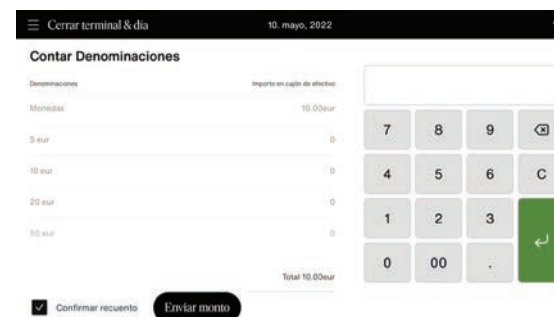 Cerrar terminal & día
10. mayo, 2022
Contar Denominaciones
Denominaciones Importe en cajón de efectivo
Monedas 10.00eur
5 eur 0
10 eur 0
20 eur 0
50 eur 0
Total 10.00eur
Confirmar recuento Enviar monto
7 8 9
4 5 6 C
1 2 3
0 00 .